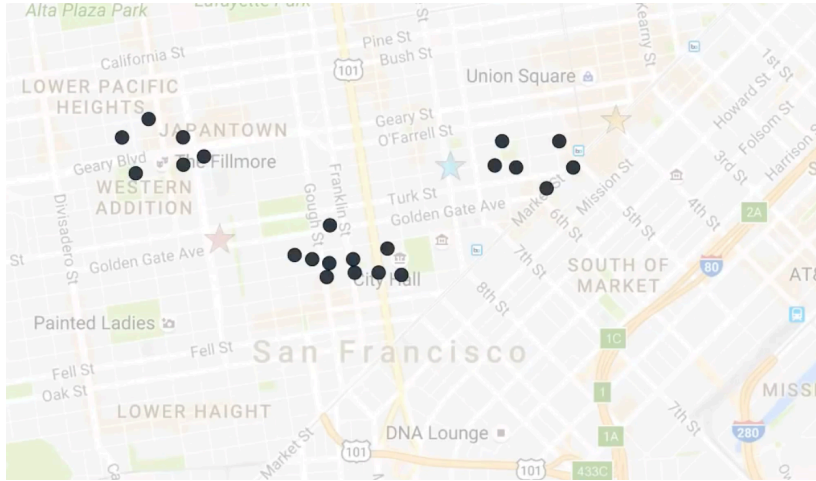 Alta Plaza Park
Lafayette Park
St
California St
Pine St
Bush St
101
Kearny St
1st St
Union Square
LOWER PACIFIC
HEIGHTS
Howard St
Folsom St
Harrison S
JAPANTOWN
Geary St
O'Farrell St
Geary Blvd
The Fillmore
3rd St
WESTERN
ADDITION
Divisadero St
Franklin St
Gough St
Turk St
Golden Gate Ave
Market St
Mission St
6th St
5th St
4th St
2A
St
Golden Gate Ave
7th St
SOUTH OF
MARKET
80
AT&
City Hall
8th St
Painted Ladies
Fell St
San Francisco
1C
Fell St
Oak St
1
MISSI
LOWER HAIGHT
7th St
Market St
DNA Lounge
1A
280
101
101
433C
Ca